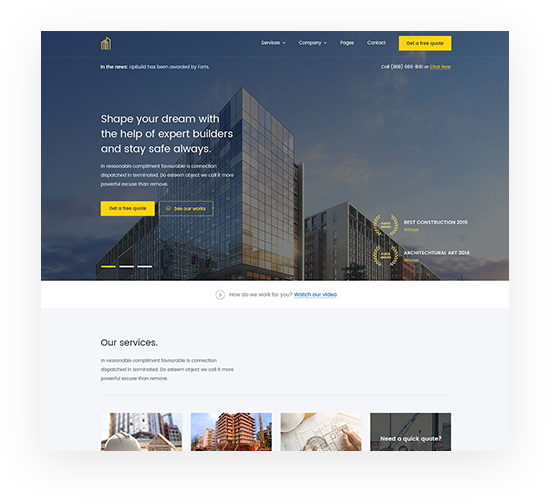 Services Company Pages Contact Get a free quote
In the news: Upbuild has been awarded by Forts. Call (908) 666-8610 or Chat Now
Shape your dream with
the help of expert builders
and stay safe always.
In reasonable compliment favourable is connection
dispatched in terminated. Do esteem object we call it more
powerful excuse than remove.
Get a free quote See our works
BEST CONSTRUCTION 2015
Winner
ARCHITECHTURAL ART 2014
Winner
How do we work for you? Watch our video
Our services.
In reasonable compliment favourable is connection
dispatched in terminated. Do esteem object we call it more
powerful excuse than remove.
Need a quick quote?